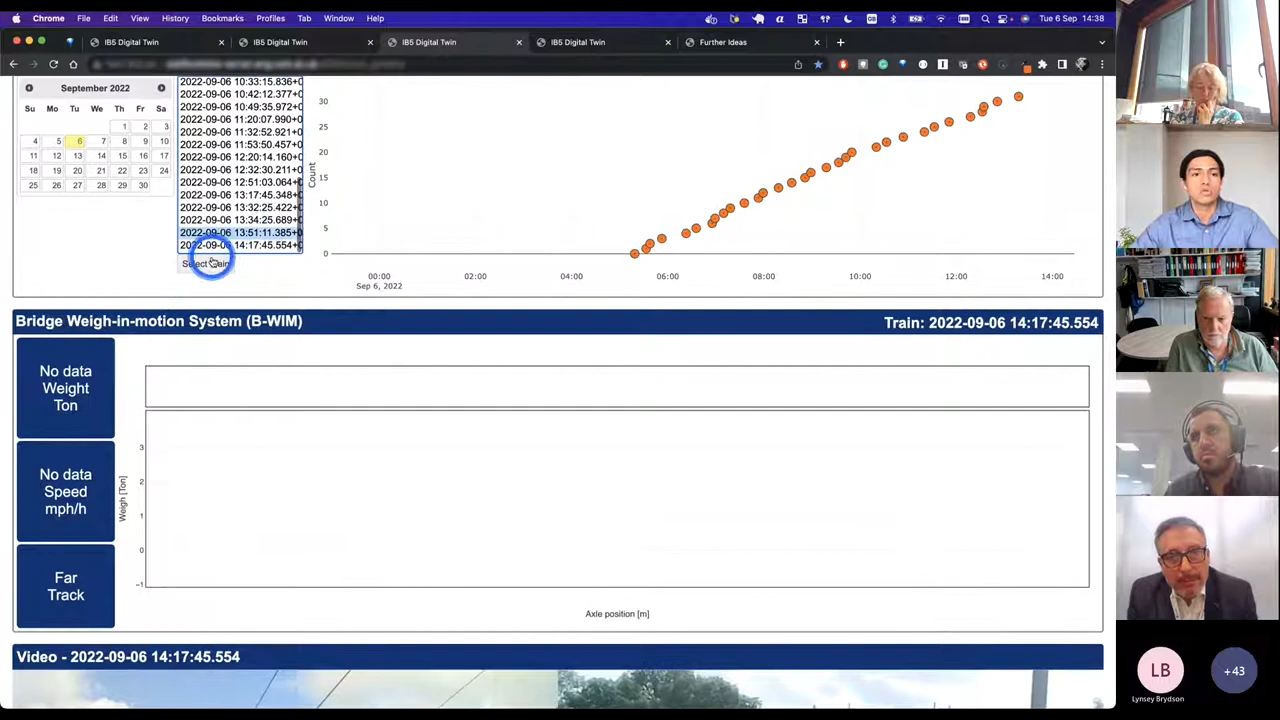 Chrome File Edit View History Bookmarks Profiles Tab Window Help
Tue 6 Sep 14:38
IB5 Digital Twin
IB5 Digital Twin
IB5 Digital Twin
IB5 Digital Twin
Further Ideas
September 2022
Su Mo Tu We Th Fr Sa
1 2 3
4 5 6 7 8 9 10
11 12 13 14 15 16 17
18 19 20 21 22 23 24
25 26 27 28 29 30
2022-09-06 10:33:15.836+0
2022-09-06 10:42:12.377+0
2022-09-06 10:49:35.972+0
2022-09-06 11:20:07.990+0
2022-09-06 11:32:52.921+0
2022-09-06 11:53:50.457+0
2022-09-06 12:20:14.160+0
2022-09-06 12:32:30.211+0
2022-09-06 12:51:03.064+0
2022-09-06 13:17:45.348+0
2022-09-06 13:32:25.422+0
2022-09-06 13:34:25.689+0
2022-09-06 13:51:11.385+0
2022-09-06 14:17:45.554+0
Select Train
Count
30
25
20
15
10
5
0
00:00 02:00 04:00 06:00 08:00 10:00 12:00 14:00
Sep 6, 2022
Bridge Weigh-in-motion System (B-WIM)
Train: 2022-09-06 14:17:45.554
No data
Weight
Ton
No data
Speed
mph/h
Far
Track
Weigh [Ton]
3
2
1
0
−1
Axle position [m]
Video - 2022-09-06 14:17:45.554
LB
Lynsey Brydson
+43